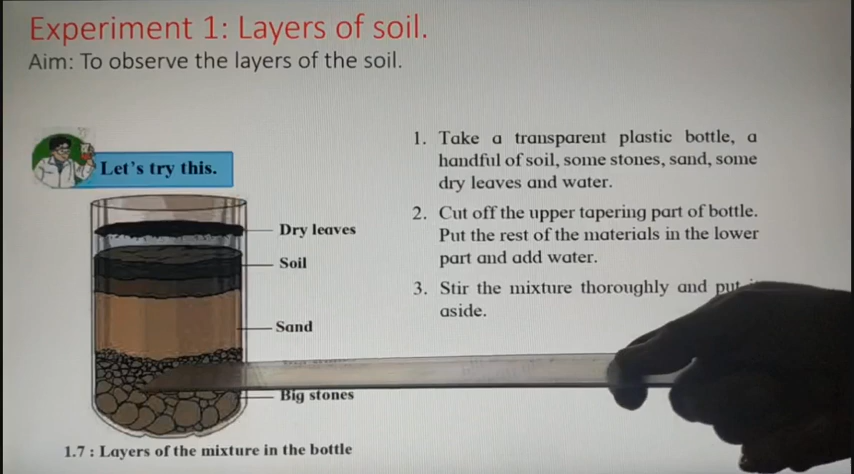 Experiment 1: Layers of soil.
Aim: To observe the layers of the soil.
Let's try this.
Dry leaves
Soil
Sand
Big stones
1.7 : Layers of the mixture in the bottle
1. Take a transparent plastic bottle, a
handful of soil, some stones, sand, some
dry leaves and water.
2. Cut off the upper tapering part of bottle.
Put the rest of the materials in the lower
part and add water.
3. Stir the mixture thoroughly and put
aside.